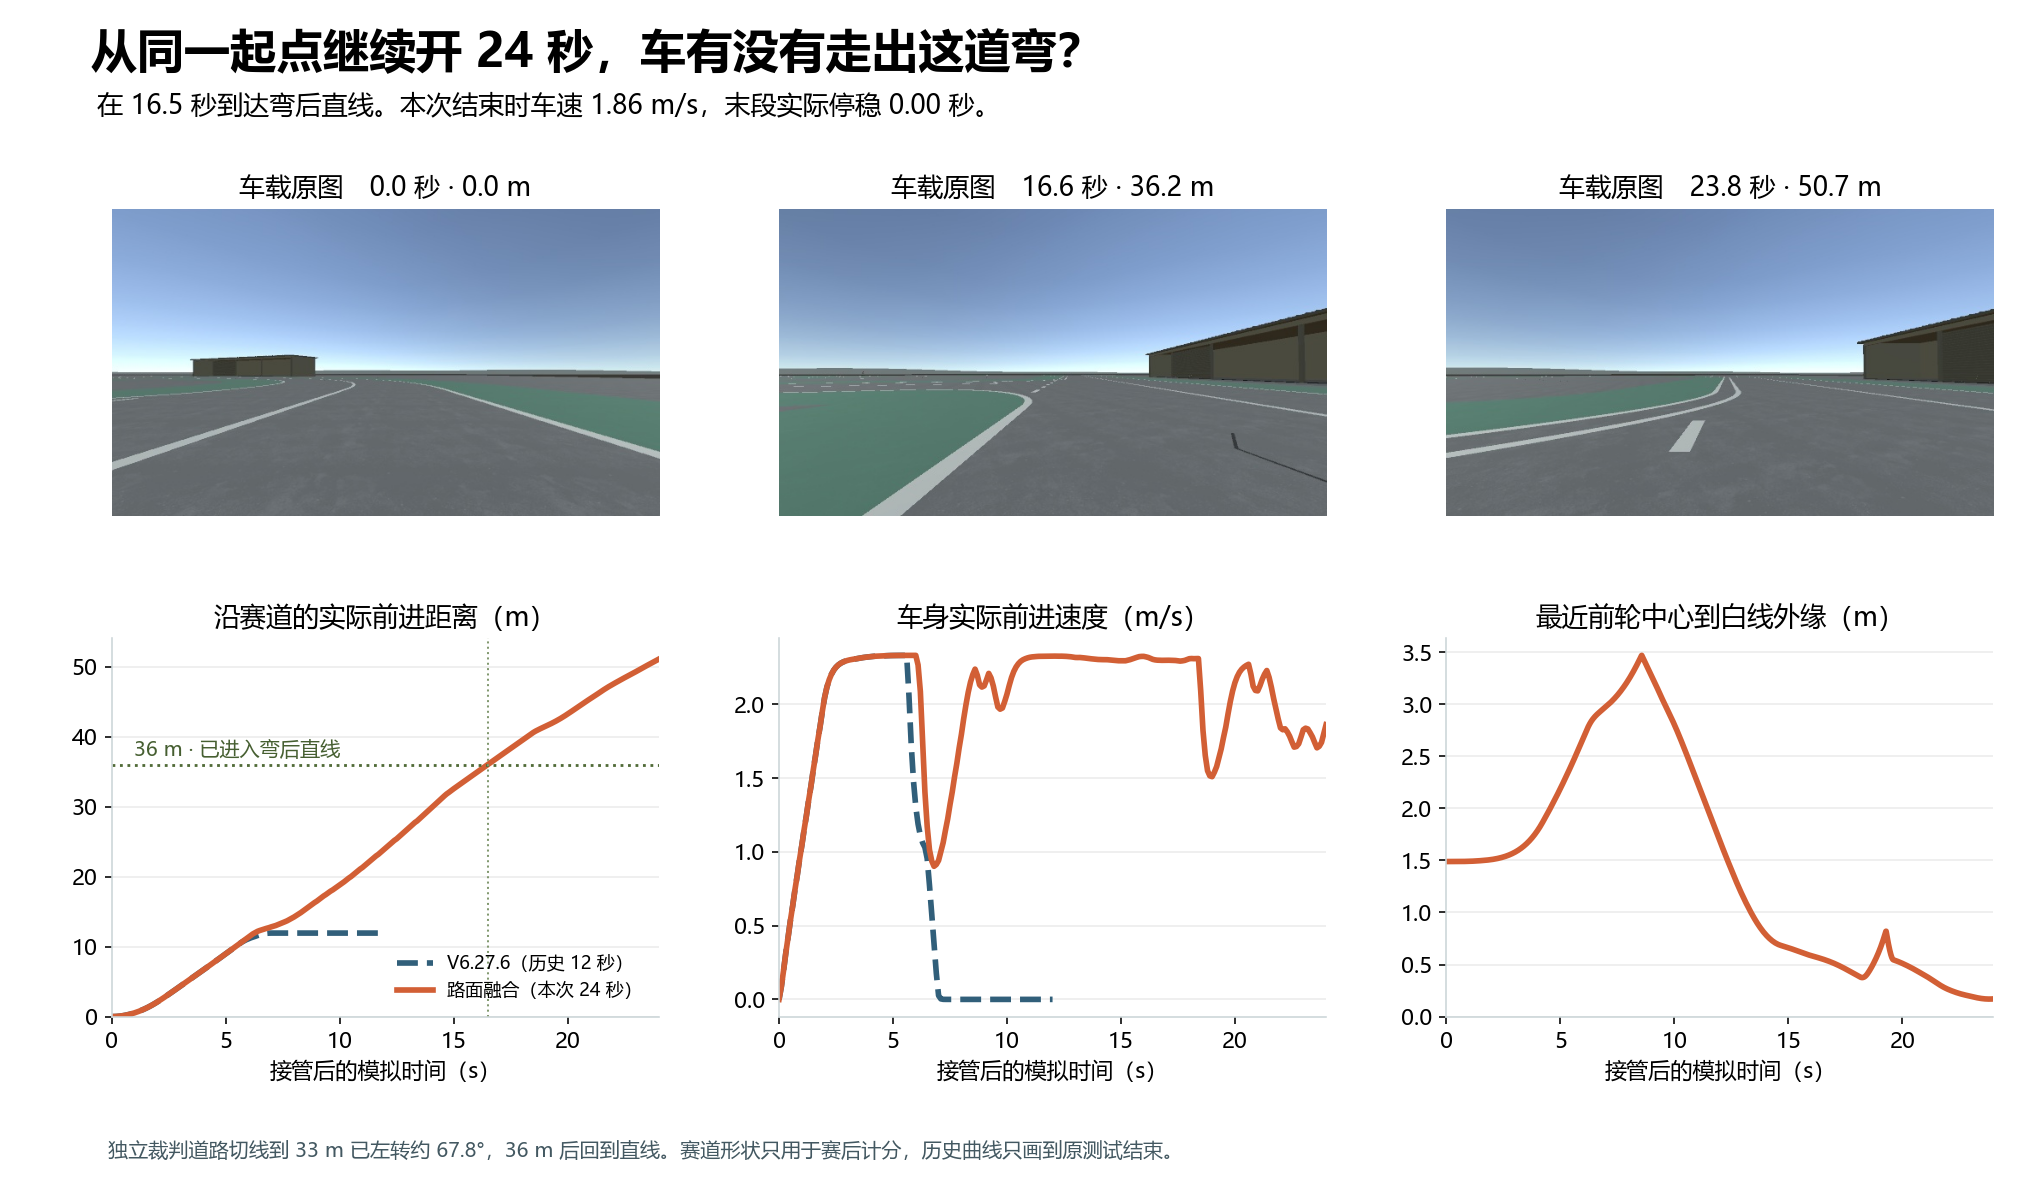 从同一起点继续开 24 秒，车有没有走出这道弯？
在 16.5 秒到达弯后直线。本次结束时车速 1.86 m/s，末段实际停稳 0.00 秒。
车载原图 0.0 秒 · 0.0 m
车载原图 16.6 秒 · 36.2 m
车载原图 23.8 秒 · 50.7 m
沿赛道的实际前进距离（m）
50
40
30
20
10
0
36 m · 已进入弯后直线
V6.27.6（历史 12 秒）
路面融合（本次 24 秒）
0 5 10 15 20
接管后的模拟时间（s）
车身实际前进速度（m/s）
2.0
1.5
1.0
0.5
0.0
0 5 10 15 20
接管后的模拟时间（s）
最近前轮中心到白线外缘（m）
3.5
3.0
2.5
2.0
1.5
1.0
0.5
0.0
0 5 10 15 20
接管后的模拟时间（s）
独立裁判道路切线到 33 m 已左转约 67.8°，36 m 后回到直线。赛道形状只用于赛后计分，历史曲线只画到原测试结束。